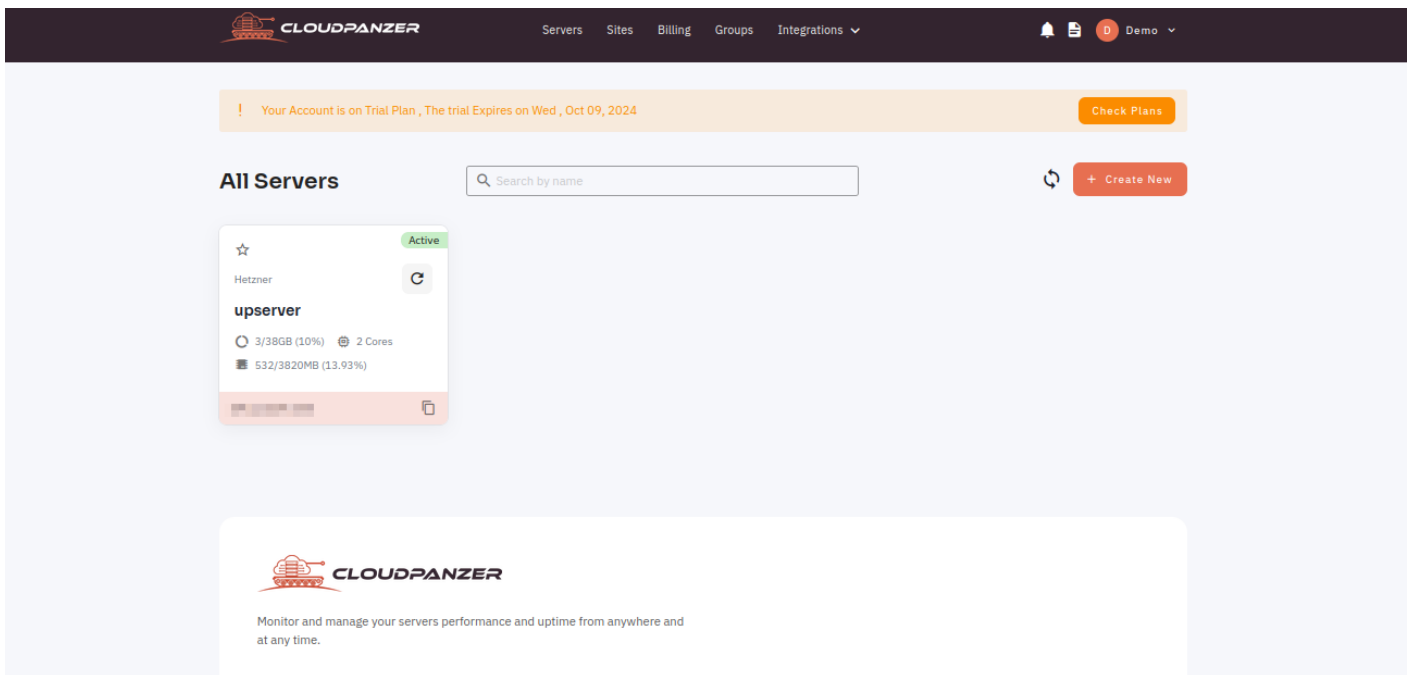 CLOUDPANZER
Servers Sites Billing Groups Integrations
D Demo
! Your Account is on Trial Plan , The trial Expires on Wed , Oct 09, 2024
Check Plans
All Servers
Search by name
+ Create New
Active
Hetzner
upserver
3/38GB (10%) 2 Cores
532/3820MB (13.93%)
CLOUDPANZER
Monitor and manage your servers performance and uptime from anywhere and
at any time.